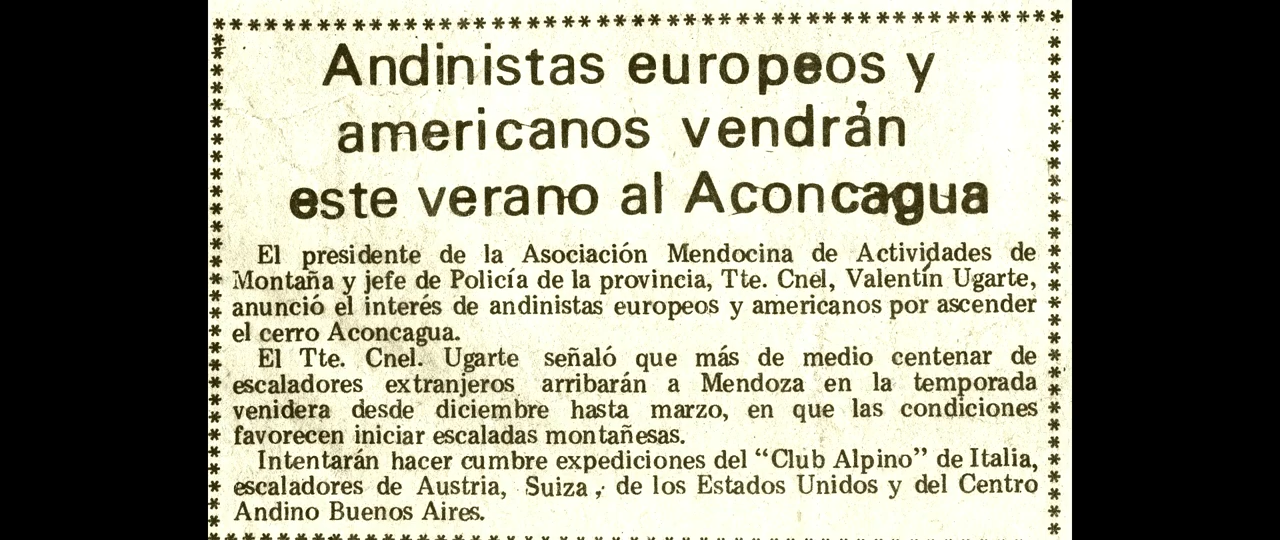 Andinistas europeos y
americanos vendrán
este verano al Aconcagua
El presidente de la Asociación Mendocina de Actividades de
Montaña y jefe de Policía de la provincia, Tte. Cnel, Valentín Ugarte,
anunció el interés de andinistas europeos y americanos por ascender
el cerro Aconcagua.
El Tte. Cnel. Ugarte señaló que más de medio centenar de
escaladores extranjeros arribarán a Mendoza en la temporada
venidera desde diciembre hasta marzo, en que las condiciones
favorecen iniciar escaladas montañesas.
Intentarán hacer cumbre expediciones del “Club Alpino” de Italia,
escaladores de Austria, Suiza , de los Estados Unidos y del Centro
Andino Buenos Aires.